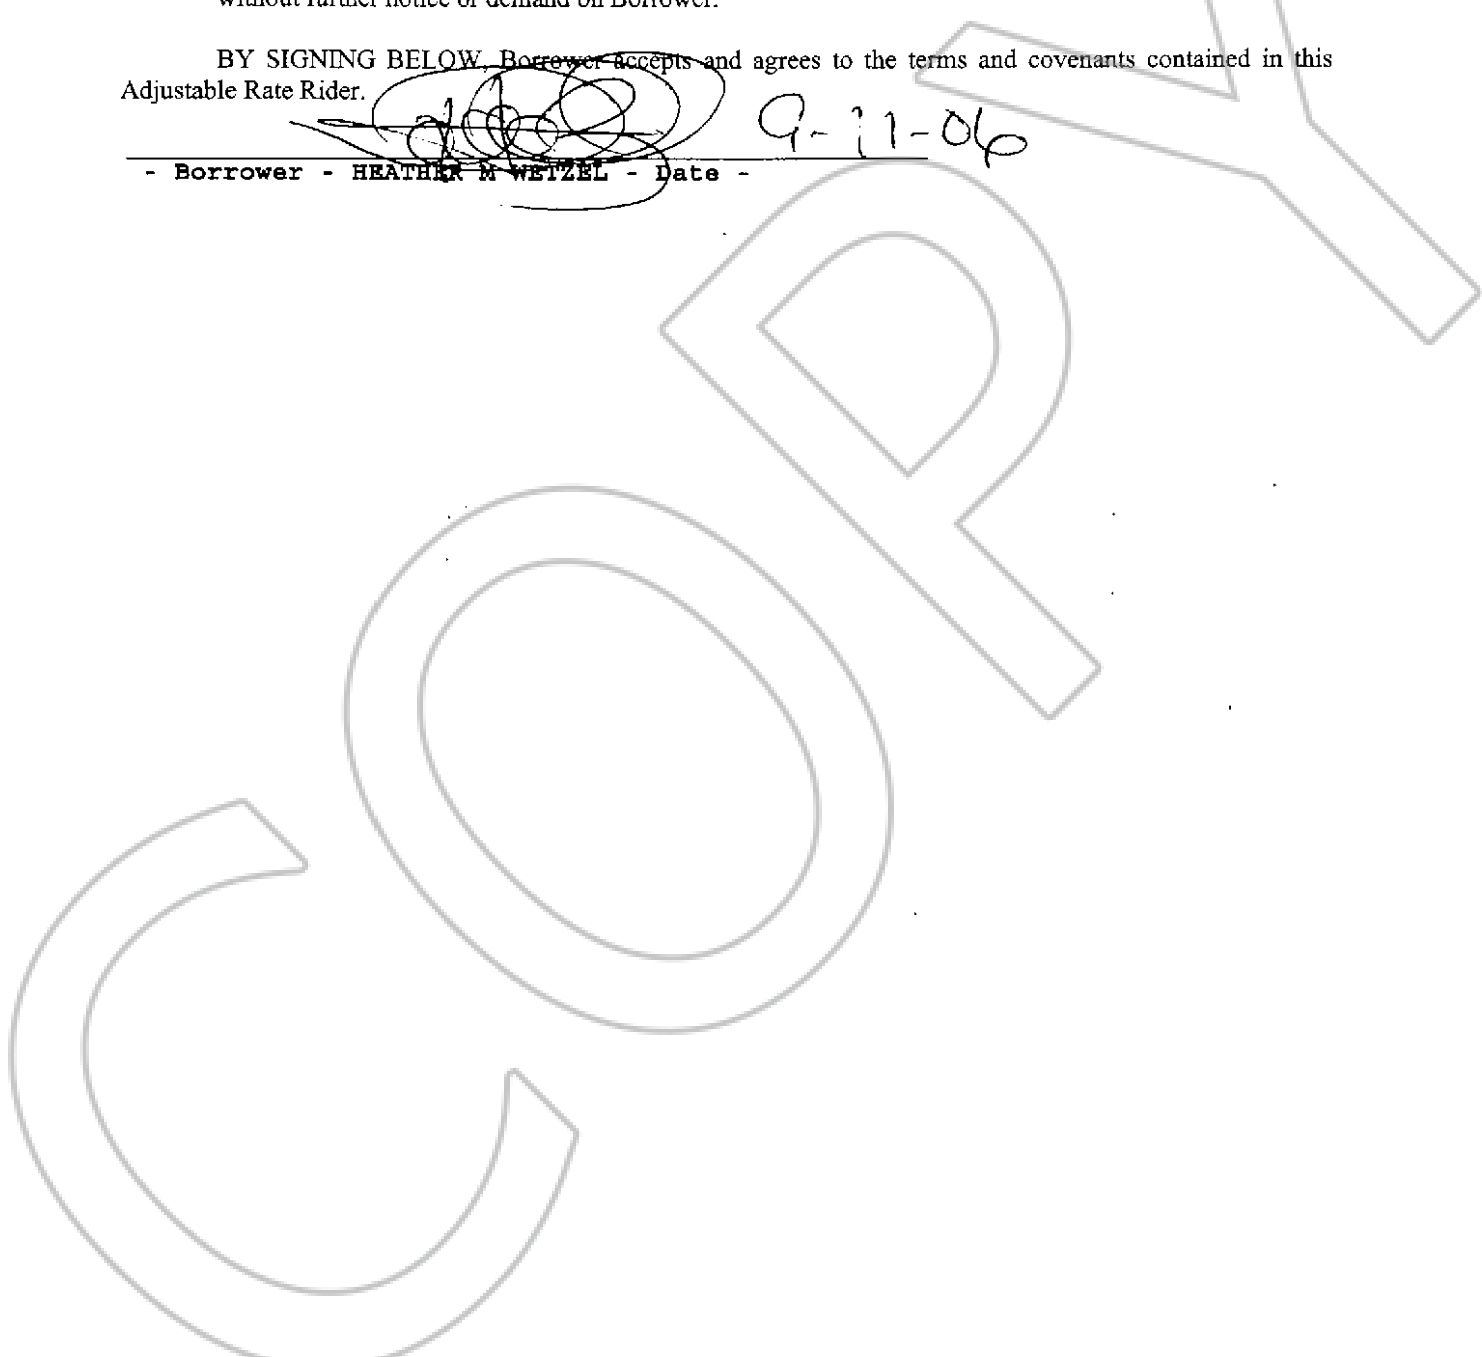 without further notice or demand on Borrower.
BY SIGNING BELOW, Borrower accepts and agrees to the terms and covenants contained in this
Adjustable Rate Rider.
9-11-06
- Borrower - HEATHER M WETZEL - Date -
COPY